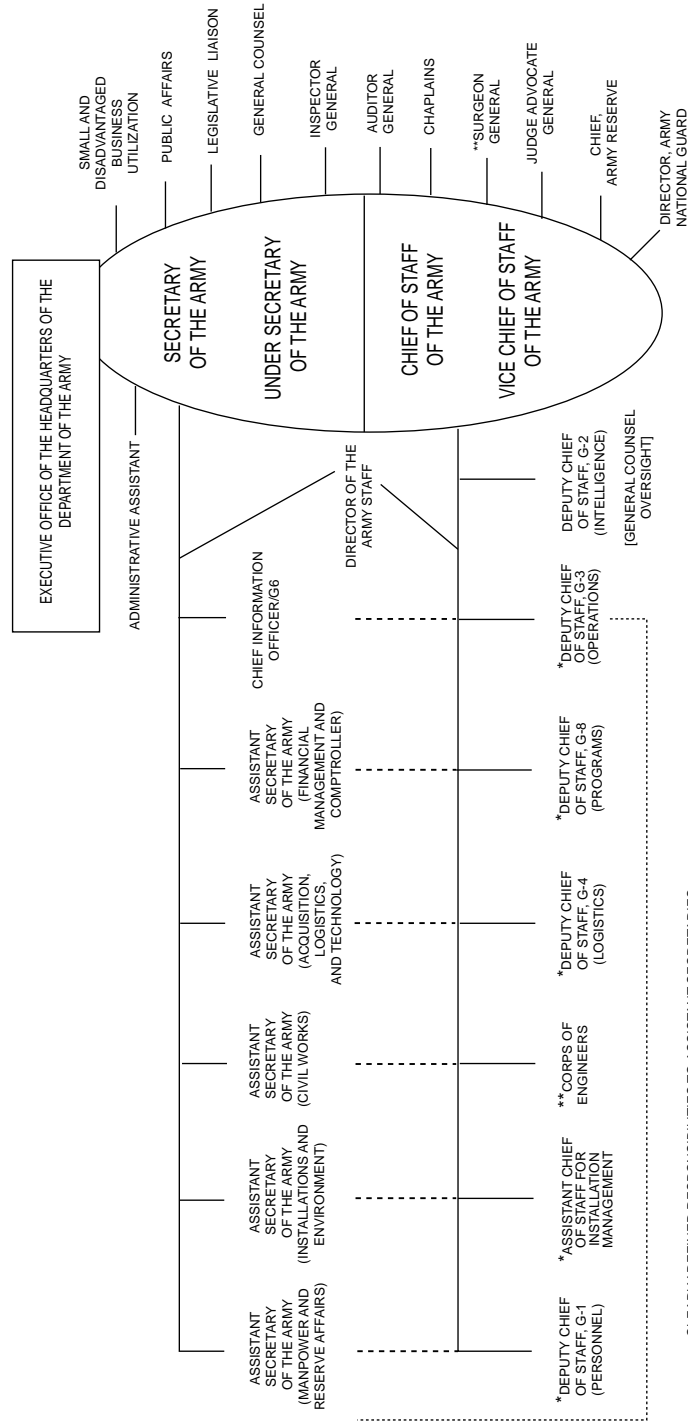 EXECUTIVE OFFICE OF THE HEADQUARTERS OF THE
DEPARTMENT OF THE ARMY
ADMINISTRATIVE ASSISTANT
SMALL AND
DISADVANTAGED
BUSINESS
UTILIZATION
PUBLIC AFFAIRS
LEGISLATIVE LIAISON
GENERAL COUNSEL
INSPECTOR
GENERAL
AUDITOR
GENERAL
CHAPLAINS
**SURGEON
GENERAL
JUDGE ADVOCATE
GENERAL
CHIEF,
ARMY RESERVE
DIRECTOR, ARMY
NATIONAL GUARD
SECRETARY
OF THE ARMY
UNDER SECRETARY
OF THE ARMY
CHIEF OF STAFF
OF THE ARMY
VICE CHIEF OF STAFF
OF THE ARMY
DIRECTOR OF THE
ARMY STAFF
ASSISTANT
SECRETARY
OF THE ARMY
(MANPOWER AND
RESERVE AFFAIRS)
ASSISTANT
SECRETARY
OF THE ARMY
(INSTALLATIONS AND
ENVIRONMENT)
ASSISTANT
SECRETARY
OF THE ARMY
(CIVIL WORKS)
ASSISTANT
SECRETARY
OF THE ARMY
(ACQUISITION,
LOGISTICS,
AND TECHNOLOGY)
ASSISTANT
SECRETARY
OF THE ARMY
(FINANCIAL
MANAGEMENT AND
COMPTROLLER)
CHIEF INFORMATION
OFFICER/G6
*DEPUTY CHIEF
OF STAFF, G-1
(PERSONNEL)
*ASSISTANT CHIEF
OF STAFF FOR
INSTALLATION
MANAGEMENT
**CORPS OF
ENGINEERS
*DEPUTY CHIEF
OF STAFF, G-4
(LOGISTICS)
*DEPUTY CHIEF
OF STAFF, G-8
(PROGRAMS)
*DEPUTY CHIEF
OF STAFF, G-3
(OPERATIONS)
DEPUTY CHIEF
OF STAFF, G-2
(INTELLIGENCE)
[GENERAL COUNSEL
OVERSIGHT]